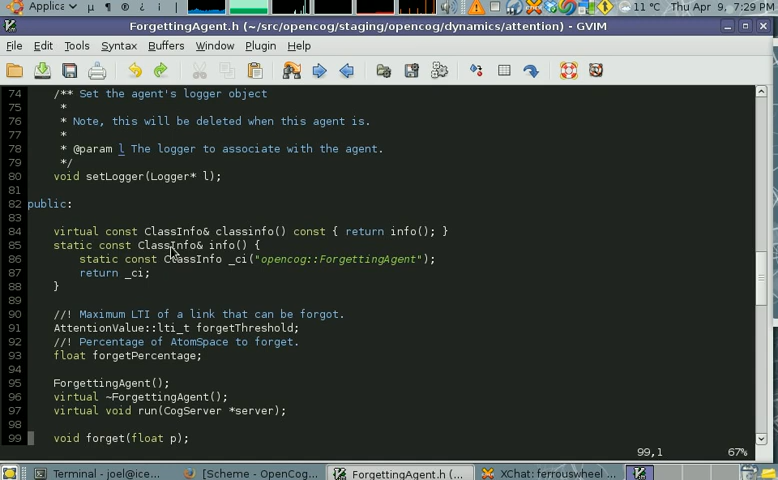 Applica
11 °C Thu Apr 9, 7:29 PM
ForgettingAgent.h (~/src/opencog/staging/opencog/dynamics/attention) - GVIM
File Edit Tools Syntax Buffers Window Plugin Help
74 /** Set the agent's logger object
75 *
76 * Note, this will be deleted when this agent is.
77 *
78 * @param l The logger to associate with the agent.
79 */
80 void setLogger(Logger* l);
81
82 public:
83
84 virtual const ClassInfo& classinfo() const { return info(); }
85 static const ClassInfo& info() {
86 static const ClassInfo _ci("opencog::ForgettingAgent");
87 return _ci;
88 }
89
90 //! Maximum LTI of a link that can be forgot.
91 AttentionValue::lti_t forgetThreshold;
92 //! Percentage of AtomSpace to forget.
93 float forgetPercentage;
94
95 ForgettingAgent();
96 virtual ~ForgettingAgent();
97 virtual void run(CogServer *server);
98
99 void forget(float p);
99,1 67%
Terminal - joel@ice... [Scheme - OpenCog... ForgettingAgent.h (... XChat: ferrouswheel ...